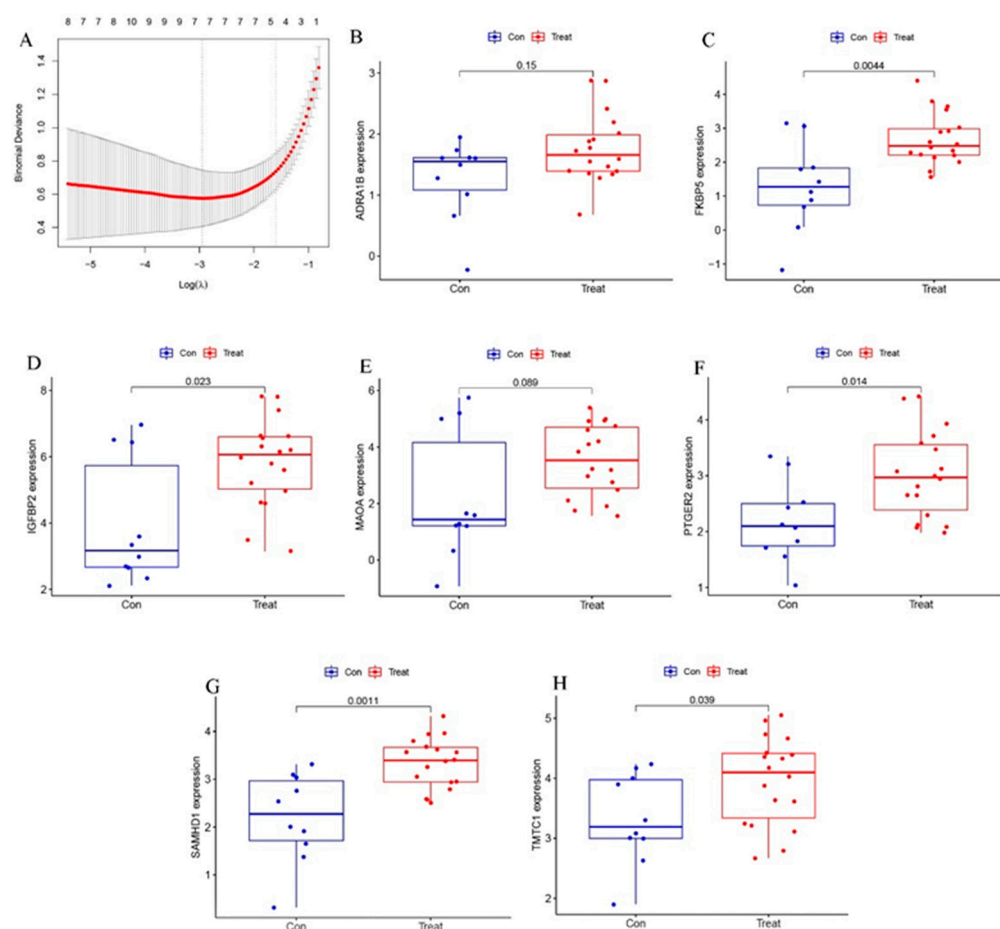 A
8 7 7 8 10 9 9 9 7 7 7 7 7 5 4 3 1
Binomial Deviance
1.4
1.2
1.0
0.8
0.6
0.4
−5 −4 −3 −2 −1
Log(λ)
B
Con Treat
0.15
ADRA1B expression
3
2
1
0
Con Treat
C
Con Treat
0.0044
FKBP5 expression
4
3
2
1
0
−1
Con Treat
D
Con Treat
0.023
IGFBP2 expression
8
6
4
2
Con Treat
E
Con Treat
0.089
MAOA expression
6
4
2
0
Con Treat
F
Con Treat
0.014
PTGER2 expression
4
3
2
1
Con Treat
G
Con Treat
0.0011
SAMHD1 expression
4
3
2
1
Con Treat
H
Con Treat
0.039
TMTC1 expression
5
4
3
2
Con Treat